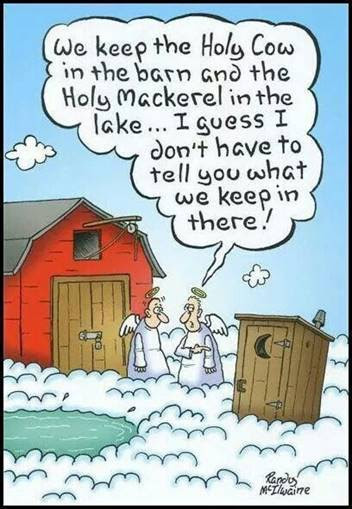 We keep the Holy Cow
in the barn and the
Holy Mackerel in the
lake... I guess I
don't have to
tell you what
we keep in
there!
Randy
McIlwaine